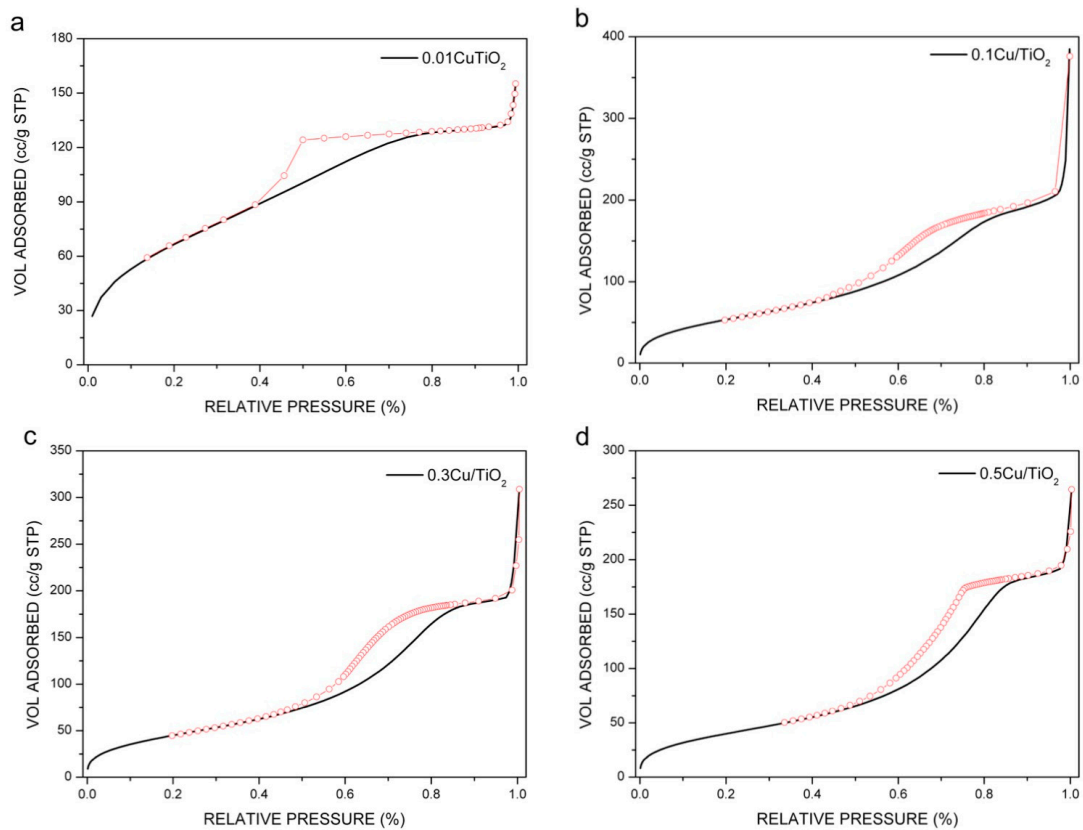 a
0.01CuTiO₂
180
150
120
90
60
30
0
VOL ADSORBED (cc/g STP)
0.0 0.2 0.4 0.6 0.8 1.0
RELATIVE PRESSURE (%)
b
0.1Cu/TiO₂
400
300
200
100
0
VOL ADSORBED (cc/g STP)
0.0 0.2 0.4 0.6 0.8 1.0
RELATIVE PRESSURE (%)
c
0.3Cu/TiO₂
350
300
250
200
150
100
50
0
VOL ADSORBED (cc/g STP)
0.0 0.2 0.4 0.6 0.8 1.0
RELATIVE PRESSURE (%)
d
0.5Cu/TiO₂
300
250
200
150
100
50
0
VOL ADSORBED (cc/g STP)
0.0 0.2 0.4 0.6 0.8 1.0
RELATIVE PRESSURE (%)